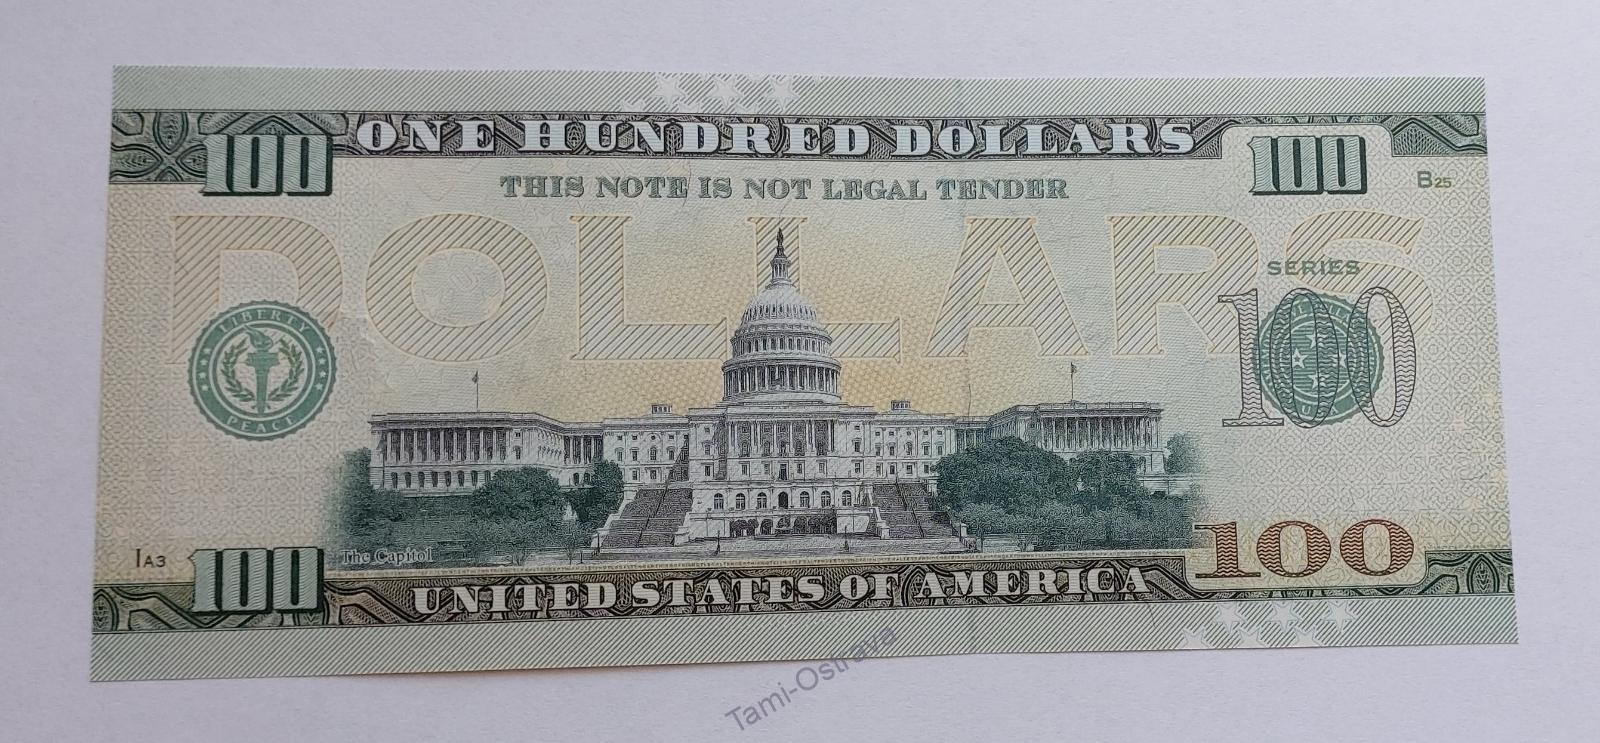 ONE HUNDRED DOLLARS
100
100
THIS NOTE IS NOT LEGAL TENDER
B25
DOLLARS
SERIES
100
LIBERTY
PEACE
IA3
100
The Capitol
100
UNITED STATES OF AMERICA
Tami-Ostrava